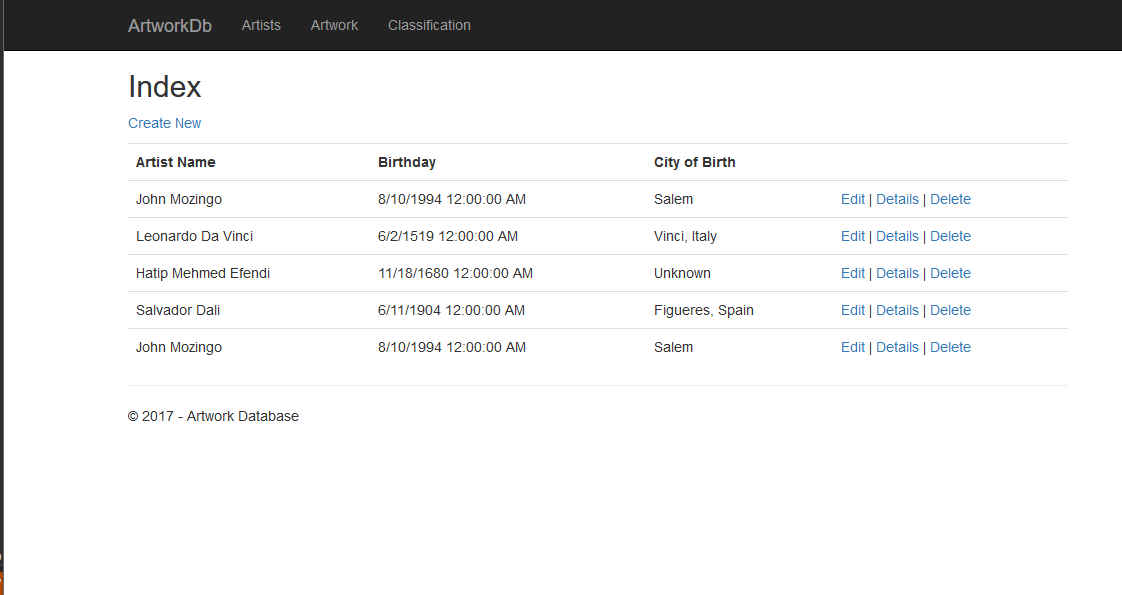 ArtworkDb Artists Artwork Classification
Index
Create New
Artist Name Birthday City of Birth
John Mozingo 8/10/1994 12:00:00 AM Salem Edit | Details | Delete
Leonardo Da Vinci 6/2/1519 12:00:00 AM Vinci, Italy Edit | Details | Delete
Hatip Mehmed Efendi 11/18/1680 12:00:00 AM Unknown Edit | Details | Delete
Salvador Dali 6/11/1904 12:00:00 AM Figueres, Spain Edit | Details | Delete
John Mozingo 8/10/1994 12:00:00 AM Salem Edit | Details | Delete
© 2017 - Artwork Database